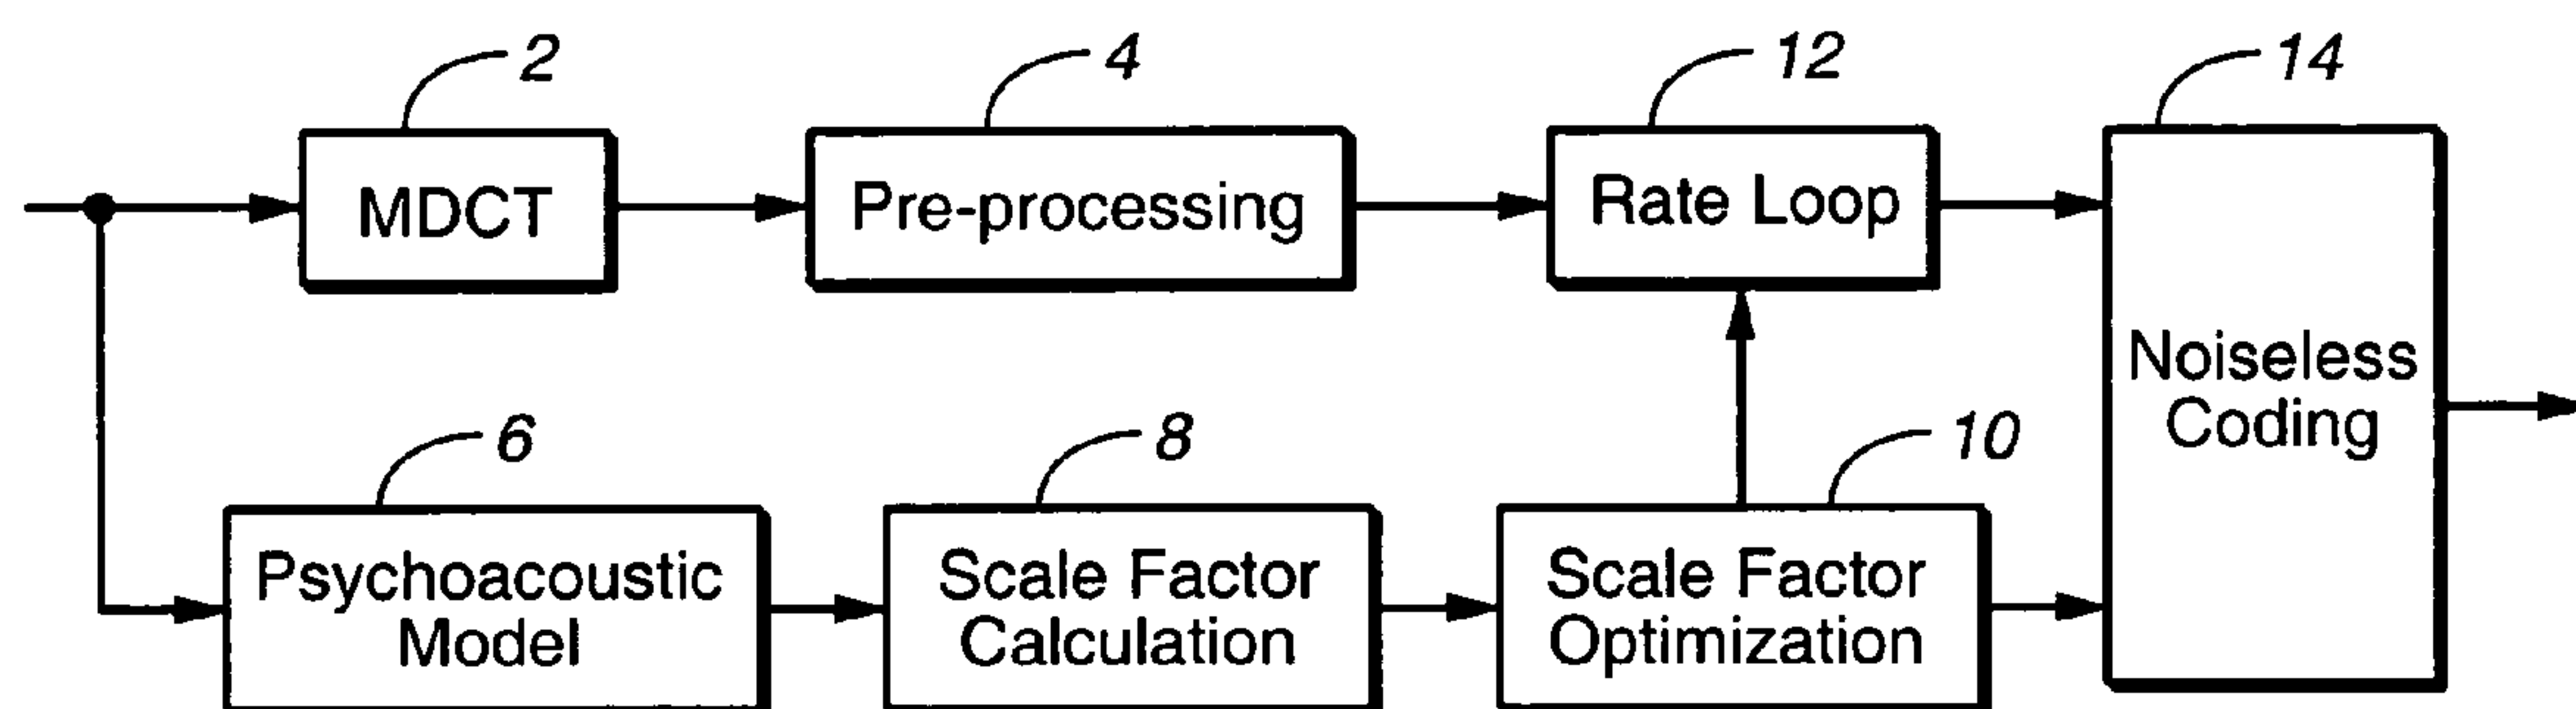 2
4
12
14
MDCT
Pre-processing
Rate Loop
Noiseless
Coding
6
8
10
Psychoacoustic
Model
Scale Factor
Calculation
Scale Factor
Optimization